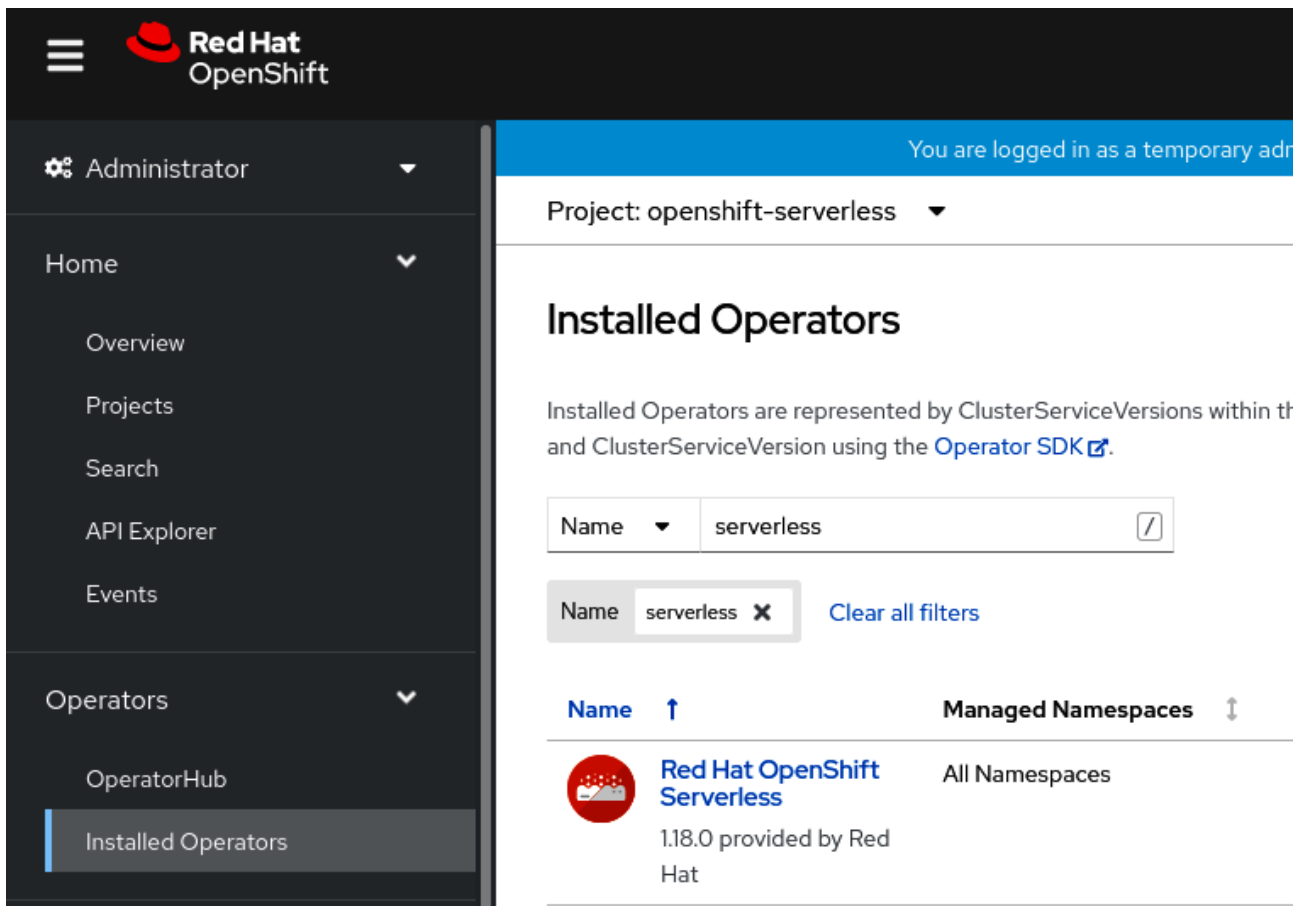 Red Hat
OpenShift
Administrator
Home
Overview
Projects
Search
API Explorer
Events
Operators
OperatorHub
Installed Operators
You are logged in as a temporary
Project: openshift-serverless
Installed Operators
Installed Operators are represented by ClusterServiceVersions within
and ClusterServiceVersion using the Operator SDK.
Name serverless /
Name serverless Clear all filters
Name Managed Namespaces
Red Hat OpenShift
Serverless
All Namespaces
1.18.0 provided by Red
Hat